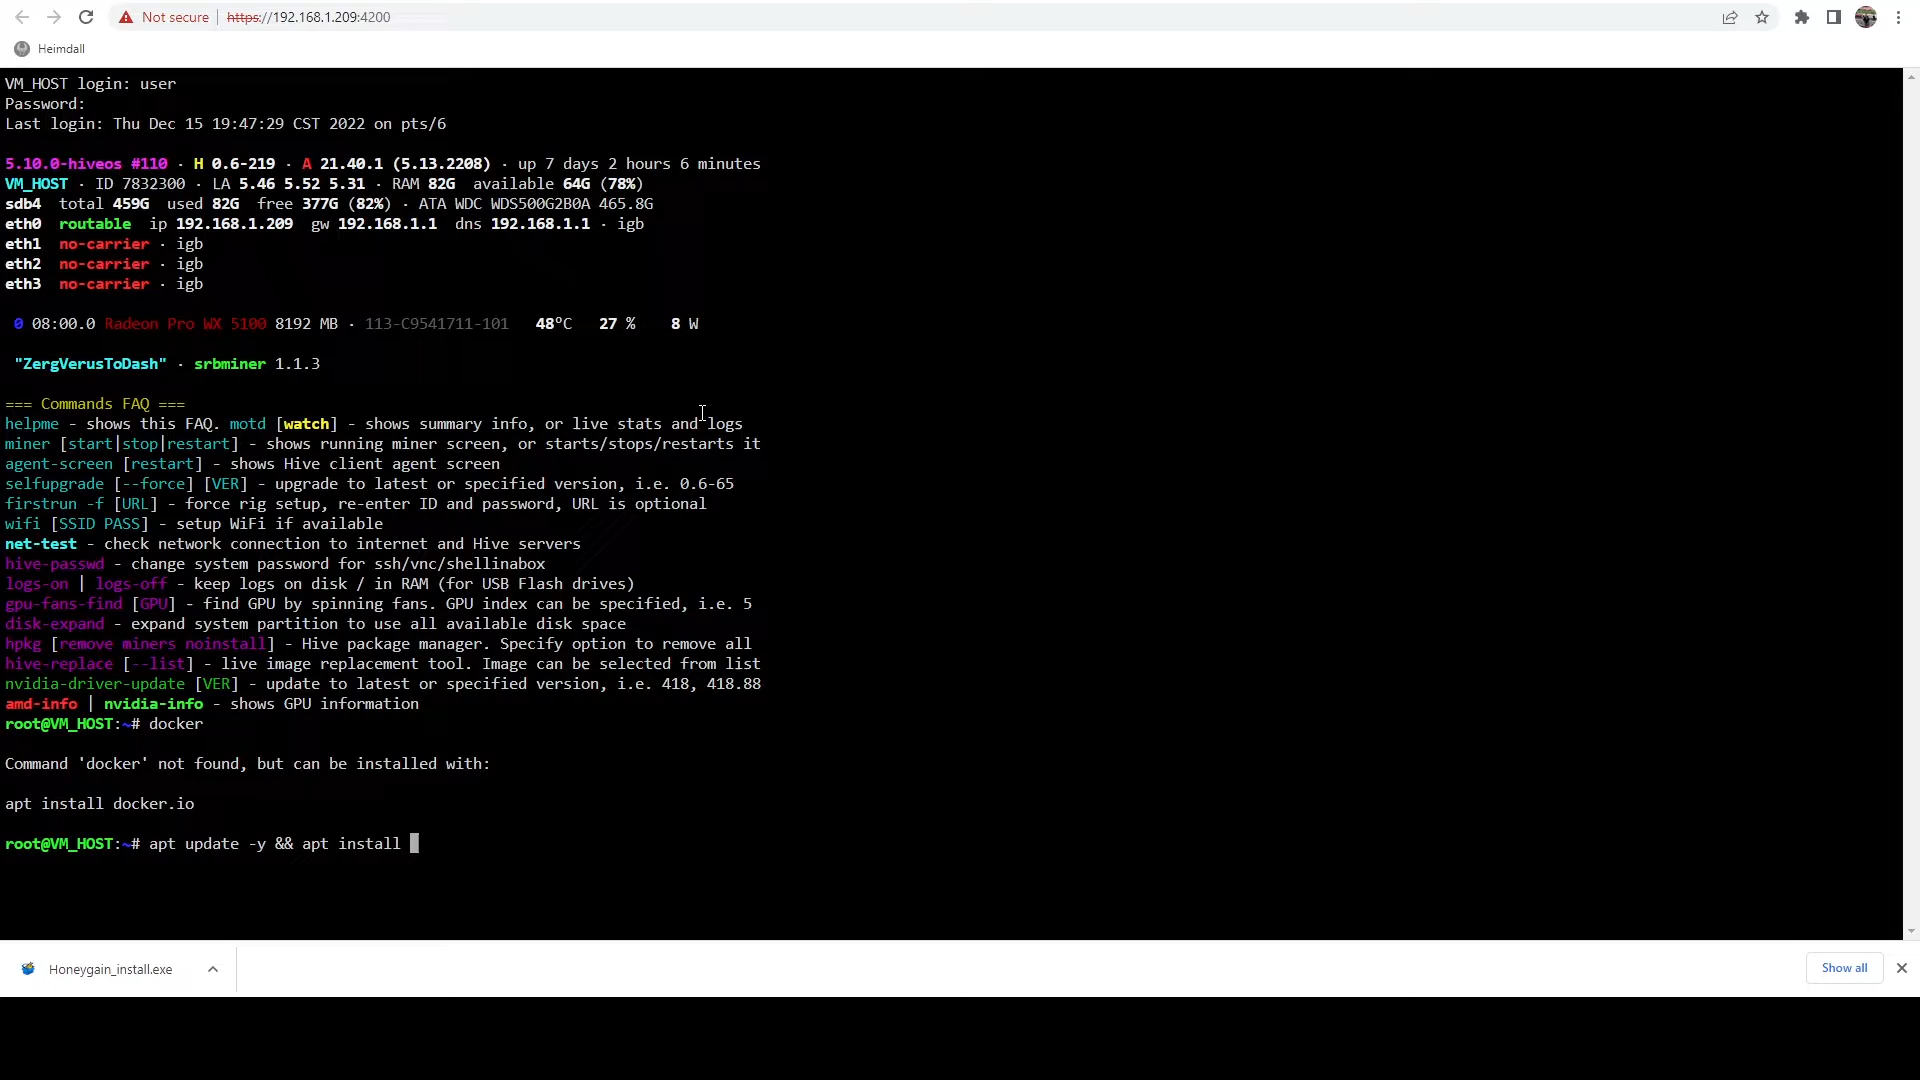 Not secure | https://192.168.1.209:4200
Heimdall
VM_HOST login: user
Password:
Last login: Thu Dec 15 19:47:29 CST 2022 on pts/6
5.10.0-hiveos #110 · H 0.6-219 · A 21.40.1 (5.13.2208) · up 7 days 2 hours 6 minutes
VM_HOST · ID 7832300 · LA 5.46 5.52 5.31 · RAM 82G available 64G (78%)
sdb4 total 459G used 82G free 377G (82%) · ATA WDC WDS500G2B0A 465.8G
eth0 routable ip 192.168.1.209 gw 192.168.1.1 dns 192.168.1.1 · igb
eth1 no-carrier · igb
eth2 no-carrier · igb
eth3 no-carrier · igb
0 08:00.0 Radeon Pro WX 5100 8192 MB · 113-C9541711-101 48°C 27 % 8 W
"ZergVerusToDash" · srbminer 1.1.3
=== Commands FAQ ===
helpme - shows this FAQ. motd [watch] - shows summary info, or live stats and logs
miner [start|stop|restart] - shows running miner screen, or starts/stops/restarts it
agent-screen [restart] - shows Hive client agent screen
selfupgrade [--force] [VER] - upgrade to latest or specified version, i.e. 0.6-65
firstrun -f [URL] - force rig setup, re-enter ID and password, URL is optional
wifi [SSID PASS] - setup WiFi if available
net-test - check network connection to internet and Hive servers
hive-passwd - change system password for ssh/vnc/shellinabox
logs-on | logs-off - keep logs on disk / in RAM (for USB Flash drives)
gpu-fans-find [GPU] - find GPU by spinning fans. GPU index can be specified, i.e. 5
disk-expand - expand system partition to use all available disk space
hpkg [remove miners noinstall] - Hive package manager. Specify option to remove all
hive-replace [--list] - live image replacement tool. Image can be selected from list
nvidia-driver-update [VER] - update to latest or specified version, i.e. 418, 418.88
amd-info | nvidia-info - shows GPU information
root@VM_HOST:~# docker
Command 'docker' not found, but can be installed with:
apt install docker.io
root@VM_HOST:~# apt update -y && apt install
Honeygain_install.exe
Show all